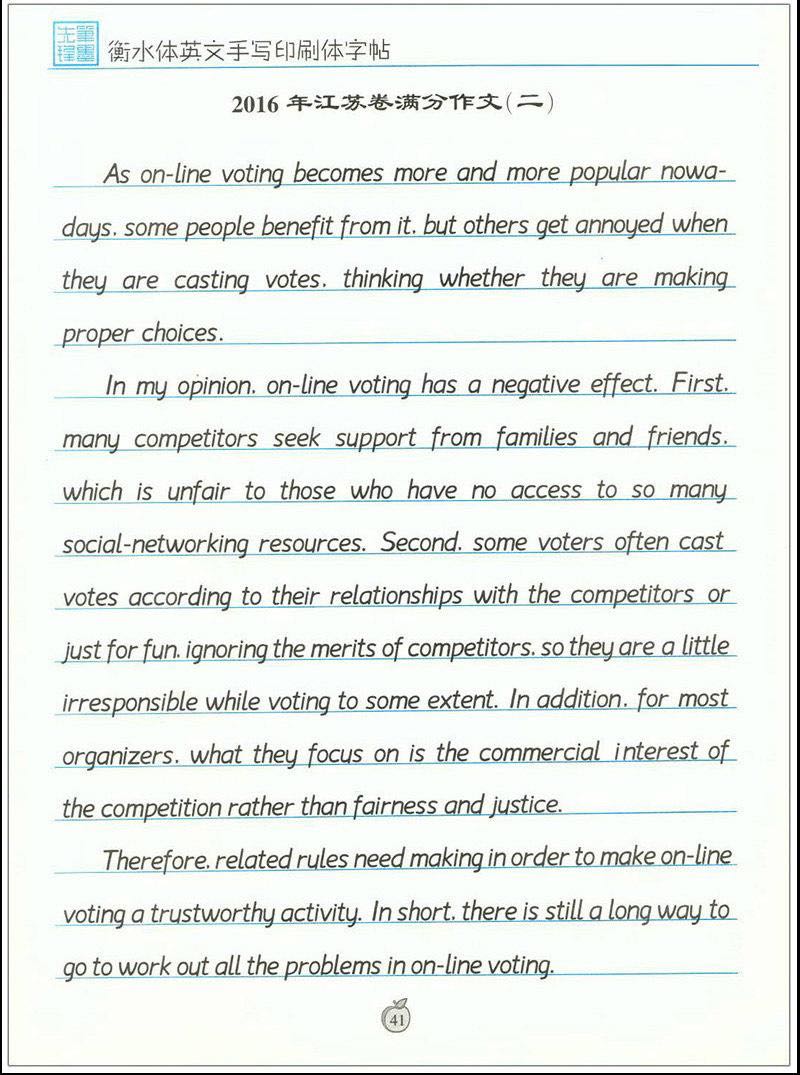 筆墨先鋒
衡水体英文手写印刷体字帖
2016 年江苏卷满分作文(二)
As on-line voting becomes more and more popular nowa-
days, some people benefit from it, but others get annoyed when
they are casting votes, thinking whether they are making
proper choices.
In my opinion, on-line voting has a negative effect. First,
many competitors seek support from families and friends,
which is unfair to those who have no access to so many
social-networking resources. Second, some voters often cast
votes according to their relationships with the competitors or
just for fun, ignoring the merits of competitors, so they are a little
irresponsible while voting to some extent. In addition, for most
organizers, what they focus on is the commercial interest of
the competition rather than fairness and justice.
Therefore, related rules need making in order to make on-line
voting a trustworthy activity. In short, there is still a long way to
go to work out all the problems in on-line voting.
41